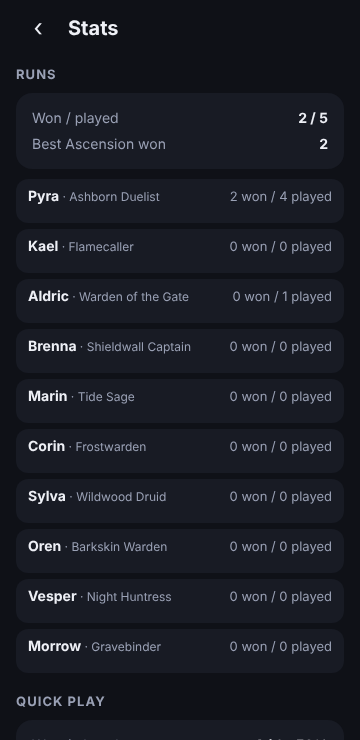 ‹ Stats
RUNS
Won / played 2 / 5
Best Ascension won 2
Pyra · Ashborn Duelist 2 won / 4 played
Kael · Flamecaller 0 won / 0 played
Aldric · Warden of the Gate 0 won / 1 played
Brenna · Shieldwall Captain 0 won / 0 played
Marin · Tide Sage 0 won / 0 played
Corin · Frostwarden 0 won / 0 played
Sylva · Wildwood Druid 0 won / 0 played
Oren · Barkskin Warden 0 won / 0 played
Vesper · Night Huntress 0 won / 0 played
Morrow · Gravebinder 0 won / 0 played
QUICK PLAY